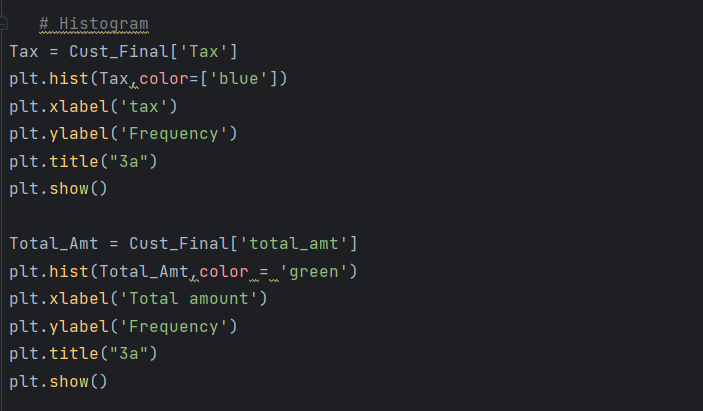 # Histogram
Tax = Cust_Final['Tax']
plt.hist(Tax,color=['blue'])
plt.xlabel('tax')
plt.ylabel('Frequency')
plt.title("3a")
plt.show()
Total_Amt = Cust_Final['total_amt']
plt.hist(Total_Amt,color = 'green')
plt.xlabel('Total amount')
plt.ylabel('Frequency')
plt.title("3a")
plt.show()